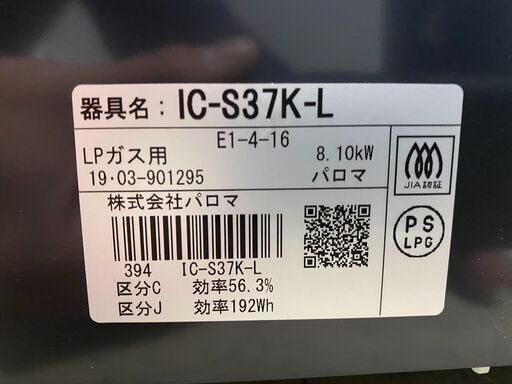 器具名：IC-S37K-L
E1-4-16
LPガス用 8.10kW
19・03-901295 パロマ
株式会社パロマ
394 IC-S37K-L
区分C 効率56.3%
区分J 効率192Wh
JIA認証
PS
LPG